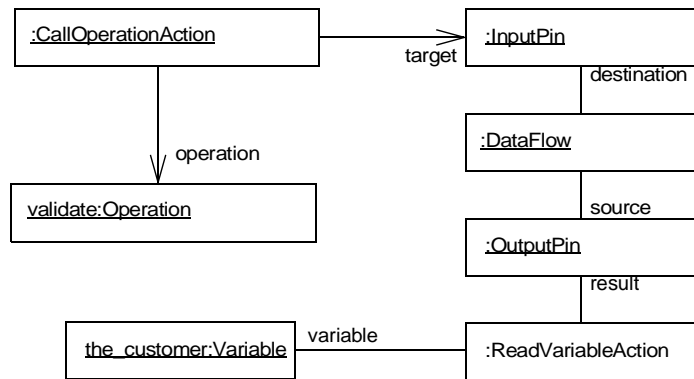 :CallOperationAction
:InputPin
target
destination
:DataFlow
operation
validate:Operation
source
:OutputPin
result
variable
the_customer:Variable
:ReadVariableAction